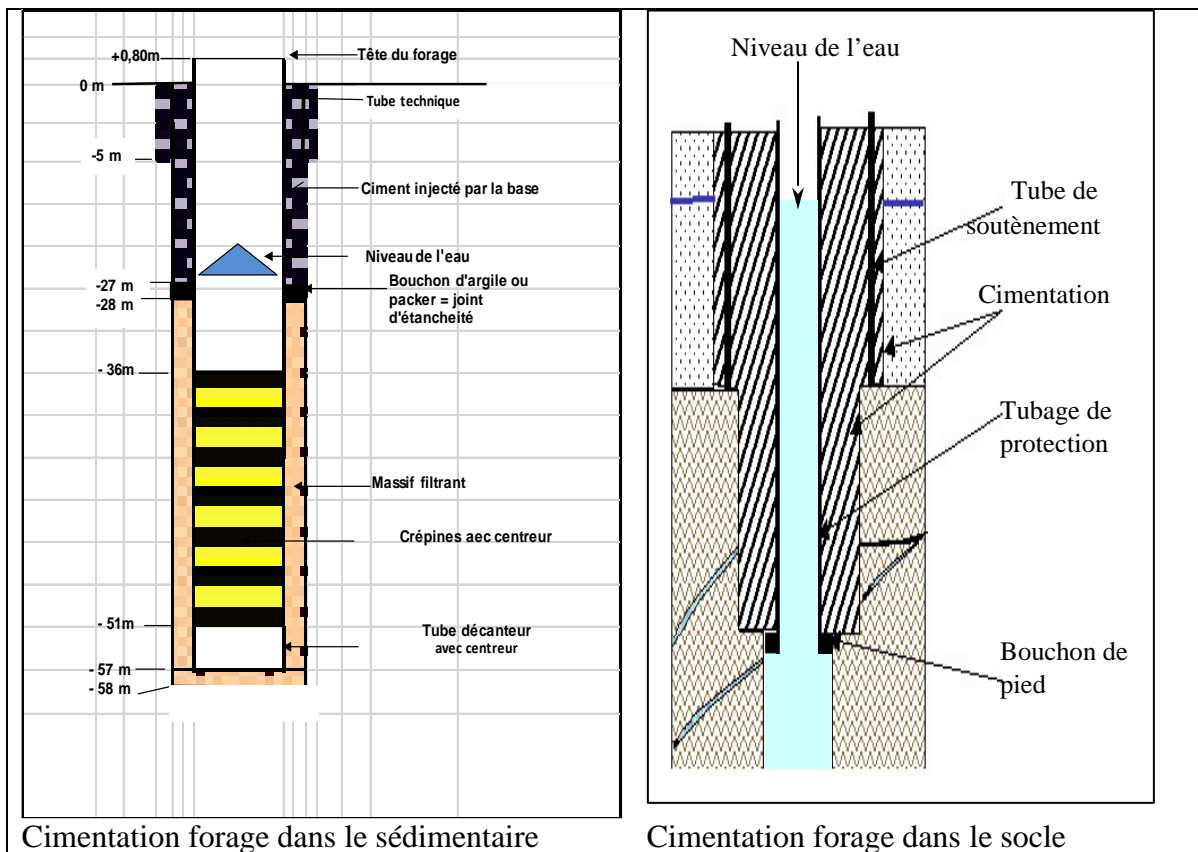 +0,80m
Tête du forage
0 m
Tube technique
-5 m
Ciment injecté par la base
Niveau de l'eau
-27 m
Bouchon d'argile ou
packer = joint
d'étancheité
-28 m
- 36m
Massif filtrant
Crépines aec centreur
- 51m
Tube décanteur
avec centreur
- 57 m
- 58 m
Cimentation forage dans le sédimentaire
Niveau de l’eau
Tube de
soutènement
Cimentation
Tubage de
protection
Bouchon de
pied
Cimentation forage dans le socle